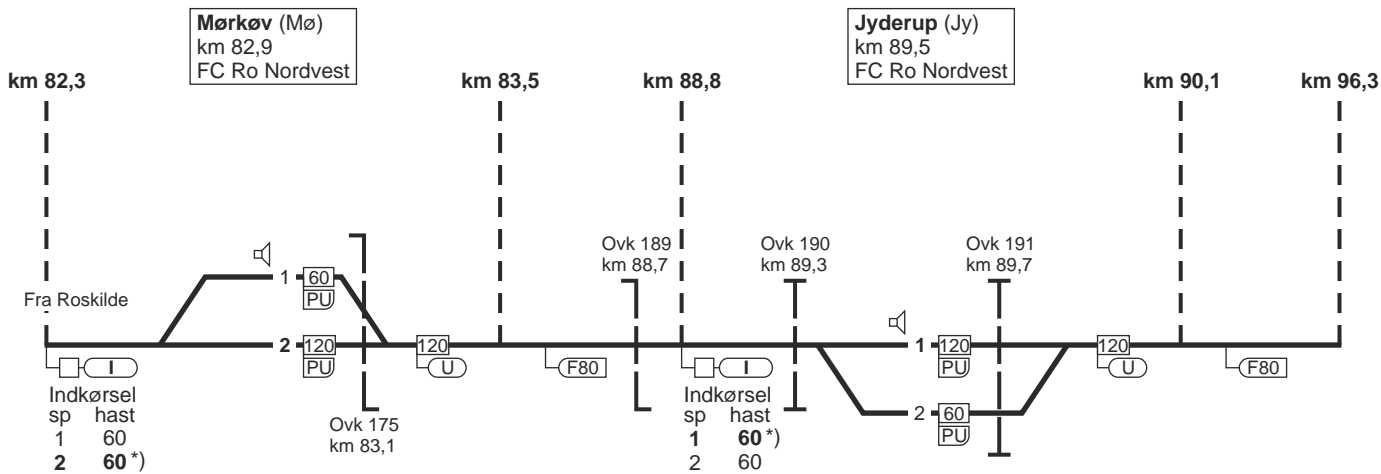 Mørkøv (Mø)
km 82,9
FC Ro Nordvest
Jyderup (Jy)
km 89,5
FC Ro Nordvest
km 82,3
km 83,5
km 88,8
km 90,1
km 96,3
Ovk 189
km 88,7
Ovk 190
km 89,3
Ovk 191
km 89,7
1 60
PU
Fra Roskilde
2 120
PU
120
U
F80
I
Indkørsel
sp hast
1 60
2 60 *)
Ovk 175
km 83,1
I
Indkørsel
sp hast
1 60 *)
2 60
1 120
PU
2 60
PU
120
U
F80